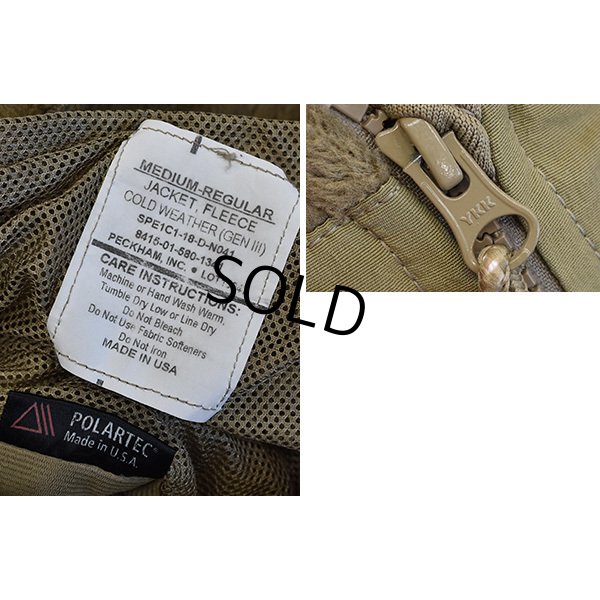 MEDIUM-REGULAR
JACKET, FLEECE
COLD WEATHER (GEN III)
SPE1C1-19-D-N041
PECKHAM, INC. • LOT
CARE INSTRUCTIONS:
Machine or Hand Wash Warm,
Tumble Dry Low or Line Dry
Do Not Bleach
Do Not Use Fabric Softeners
Do Not Iron
MADE IN USA
POLARTEC
Made in U.S.A.
YKK
SOLD